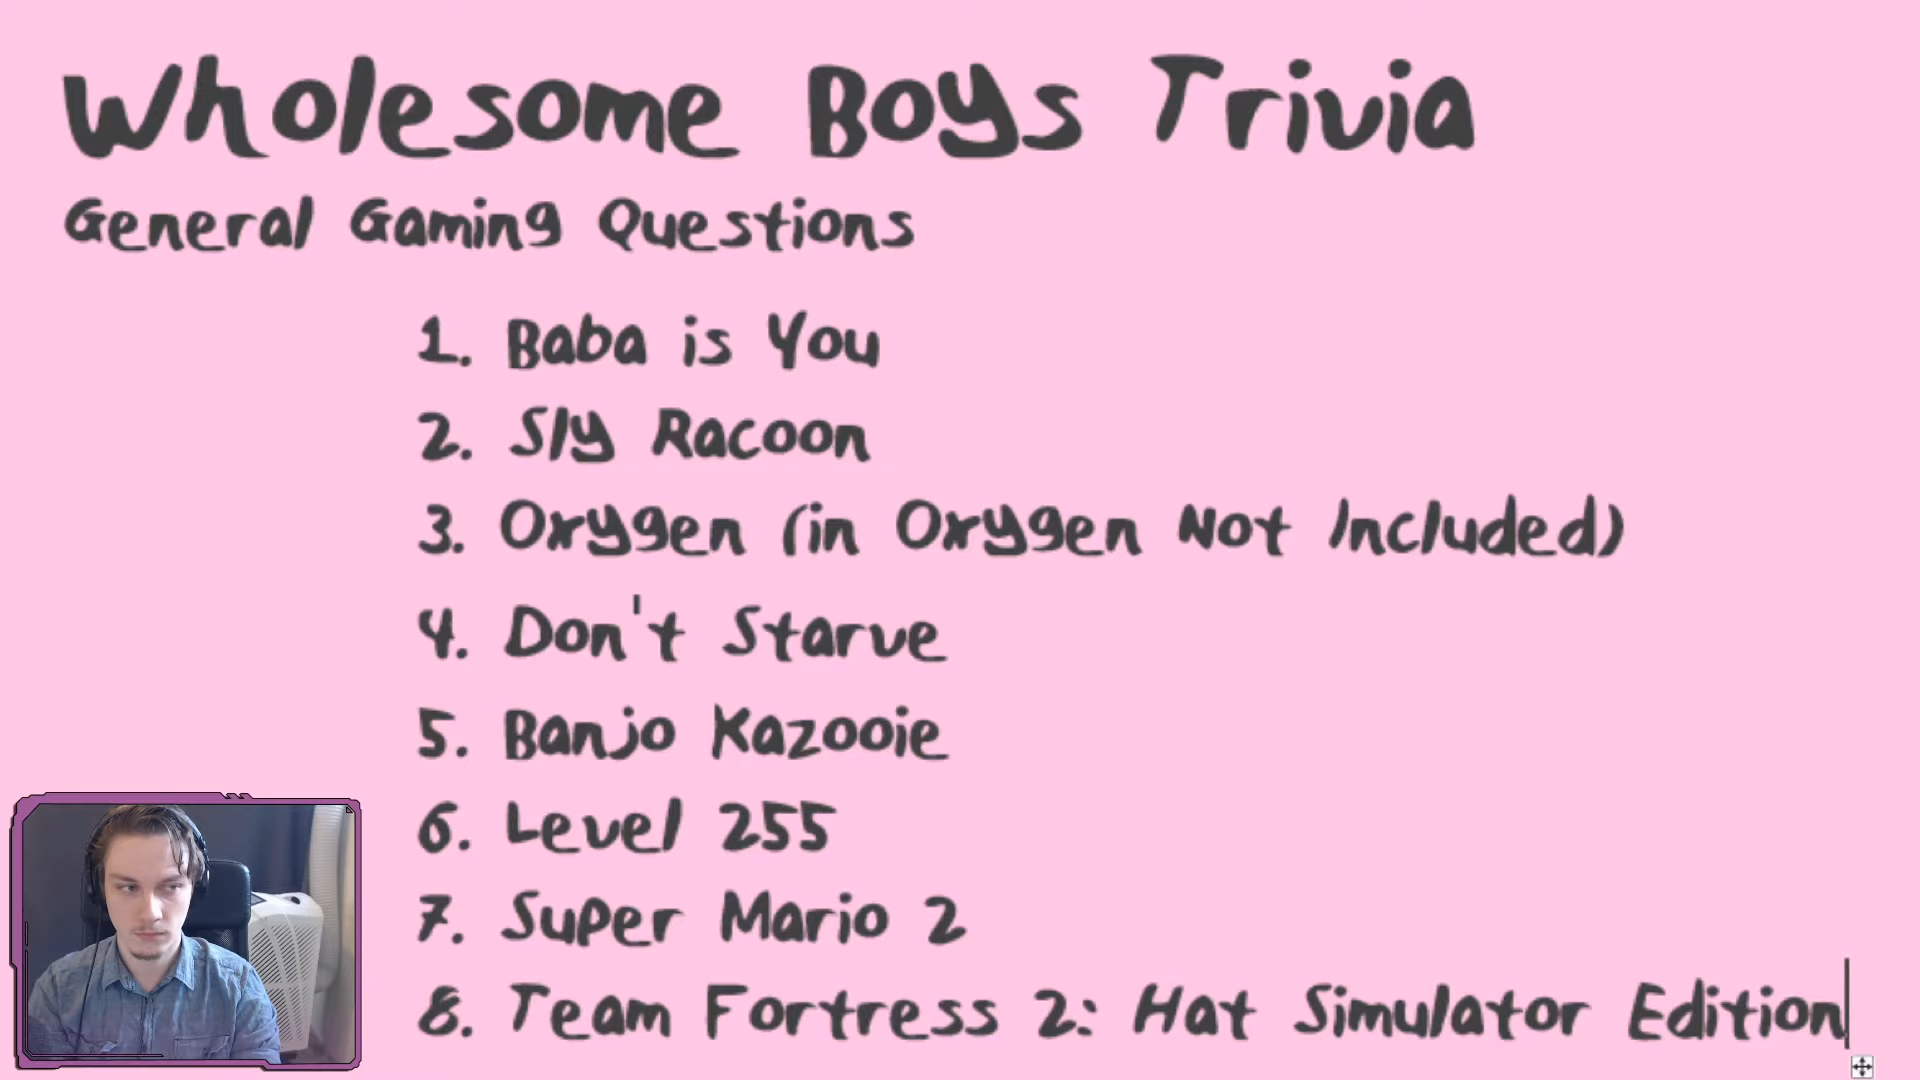 Wholesome Boys Trivia
General Gaming Questions
1. Baba is You
2. Sly Racoon
3. Oxygen (in Oxygen Not Included)
4. Don't Starve
5. Banjo Kazooie
6. Level 255
7. Super Mario 2
8. Team Fortress 2: Hat Simulator Edition